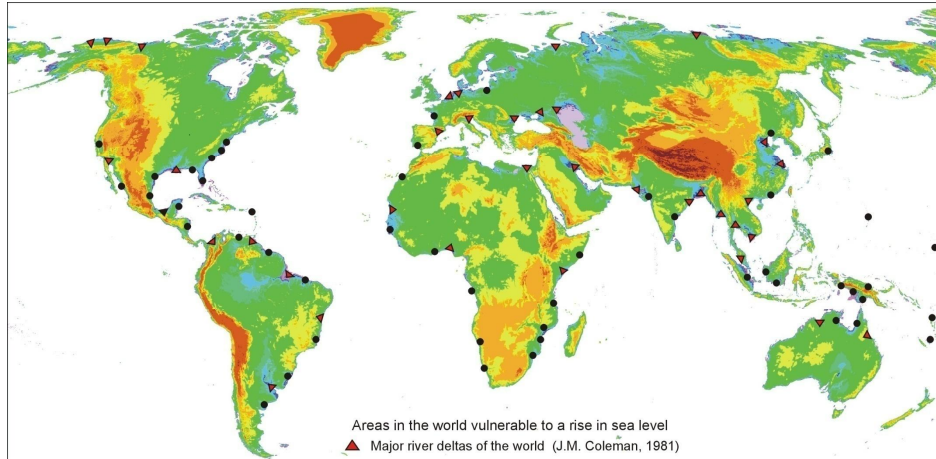 Areas in the world vulnerable to a rise in sea level
Major river deltas of the world (J.M. Coleman, 1981)